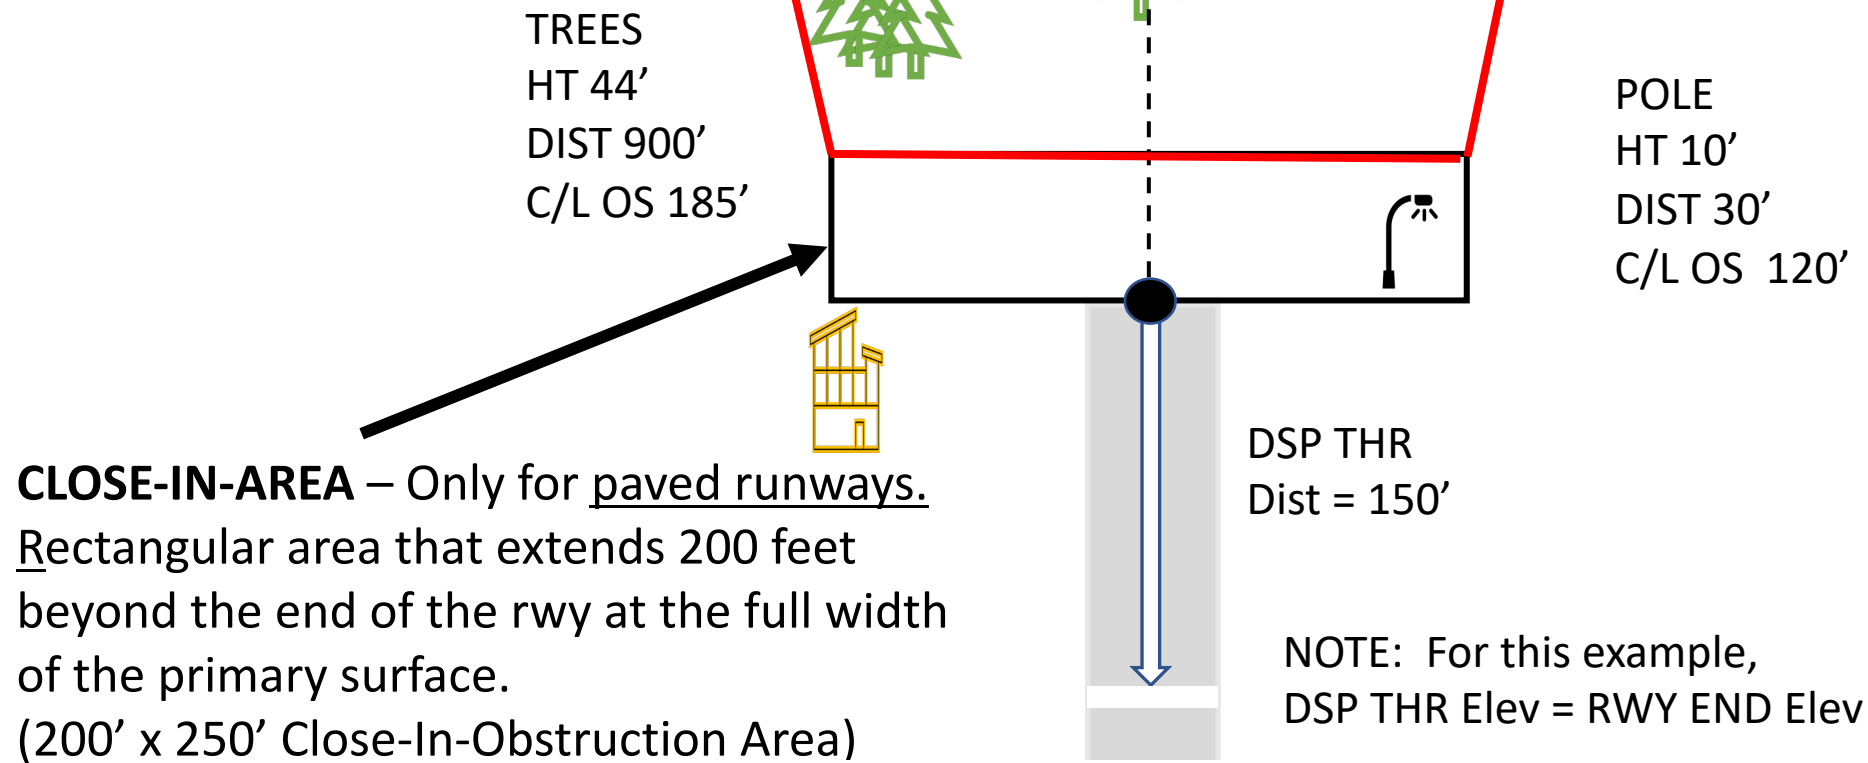 TREES
HT 44’
DIST 900’
C/L OS 185’
POLE
HT 10’
DIST 30’
C/L OS  120’
CLOSE-IN-AREA – Only for paved runways.
Rectangular area that extends 200 feet
beyond the end of the rwy at the full width
of the primary surface.
(200’ x 250’ Close-In-Obstruction Area)
DSP THR
Dist = 150’
NOTE:  For this example,
DSP THR Elev = RWY END Elev